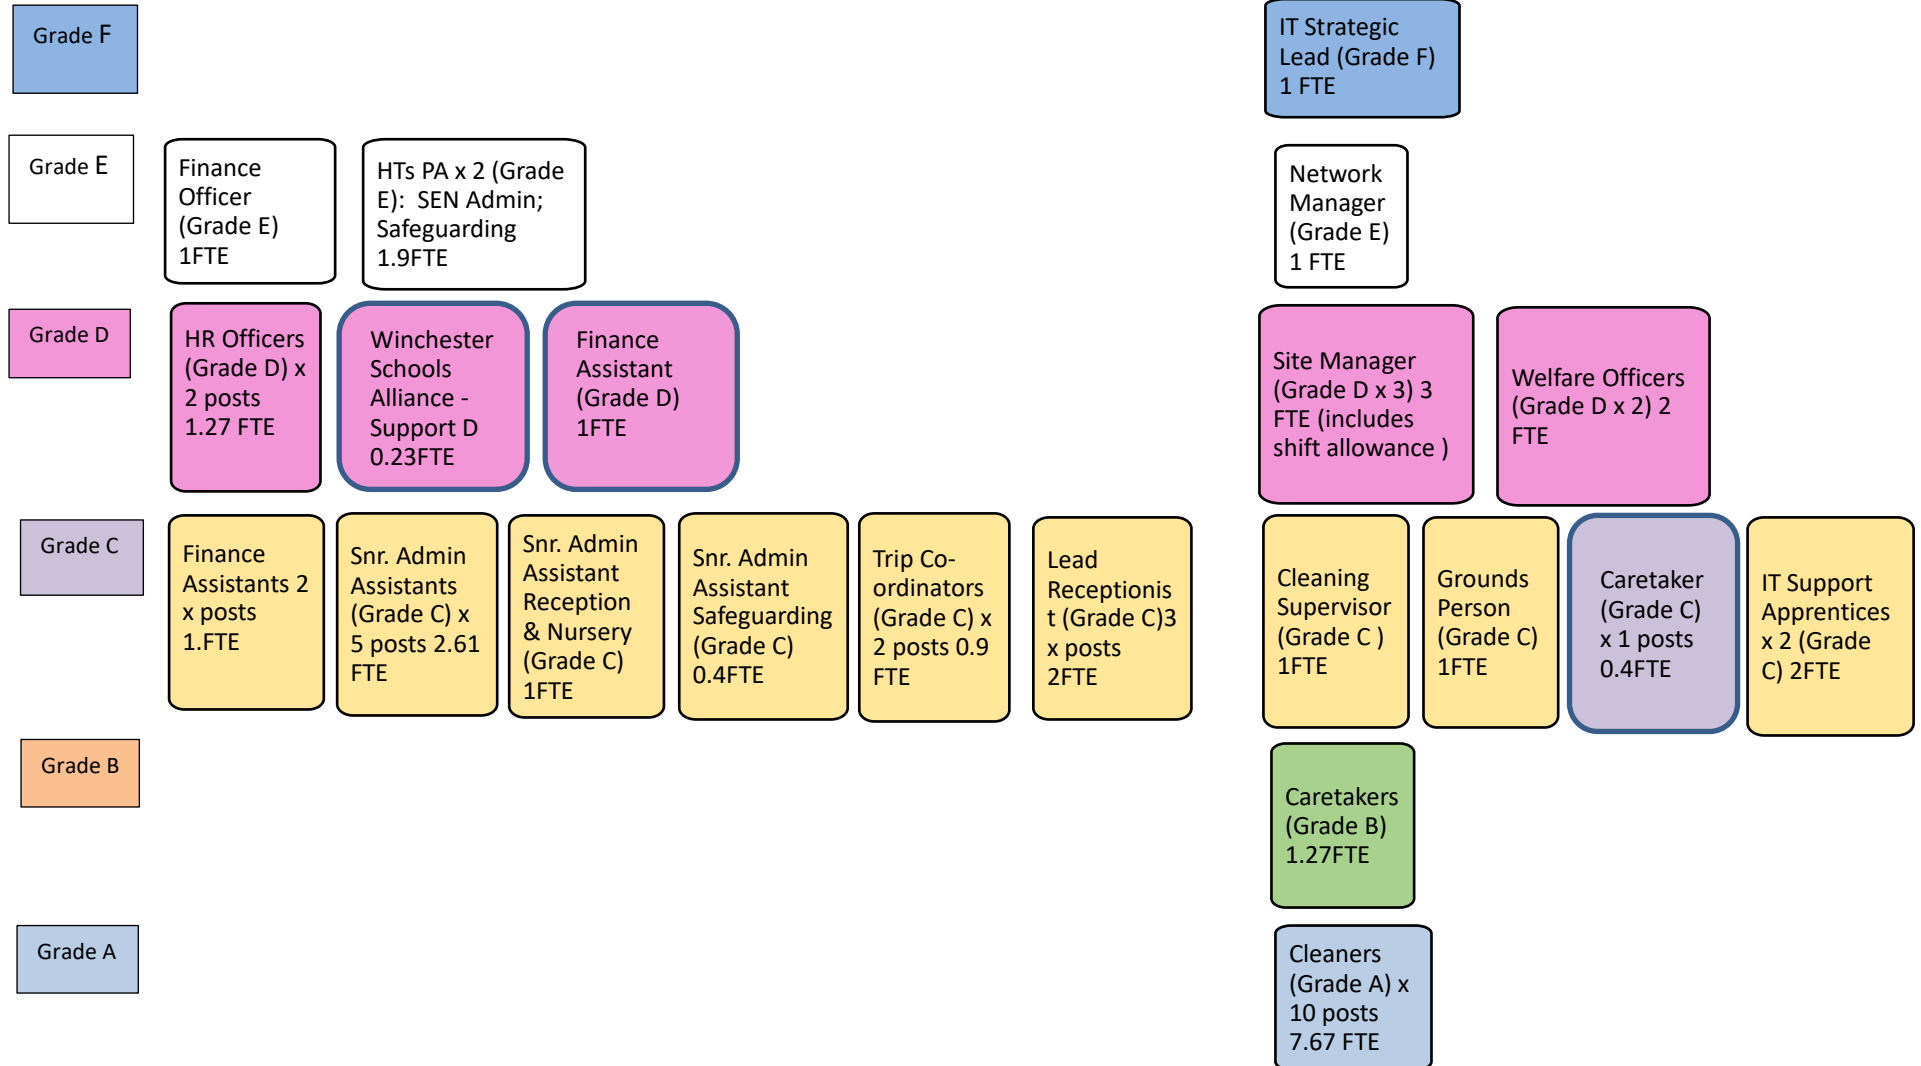 Grade F
IT Strategic
Lead (Grade F)
1 FTE
Grade E
Finance
Officer
(Grade E)
1FTE
HTs PA x 2 (Grade
E):  SEN Admin;
Safeguarding
1.9FTE
Network
Manager
(Grade E)
1 FTE
Grade D
HR Officers
(Grade D) x
2 posts
1.27 FTE
Winchester
Schools
Alliance -
Support D
0.23FTE
Finance
Assistant
(Grade D)
1FTE
Site Manager
(Grade D x 3) 3
FTE (includes
shift allowance )
Welfare Officers
(Grade D x 2) 2
FTE
Grade C
Finance
Assistants 2
x posts
1.FTE
Snr. Admin
Assistants
(Grade C) x
5 posts 2.61
FTE
Snr. Admin
Assistant
Reception
& Nursery
(Grade C)
1FTE
Snr. Admin
Assistant
Safeguarding
(Grade C)
0.4FTE
Trip Co-
ordinators
(Grade C) x
2 posts 0.9
FTE
Lead
Receptionis
t (Grade C)3
x posts
2FTE
Cleaning
Supervisor
(Grade C )
1FTE
Grounds
Person
(Grade C)
1FTE
Caretaker
(Grade C)
x 1 posts
0.4FTE
IT Support
Apprentices
x 2 (Grade
C) 2FTE
Grade B
Caretakers
(Grade B)
1.27FTE
Grade A
Cleaners
(Grade A) x
10 posts
7.67 FTE